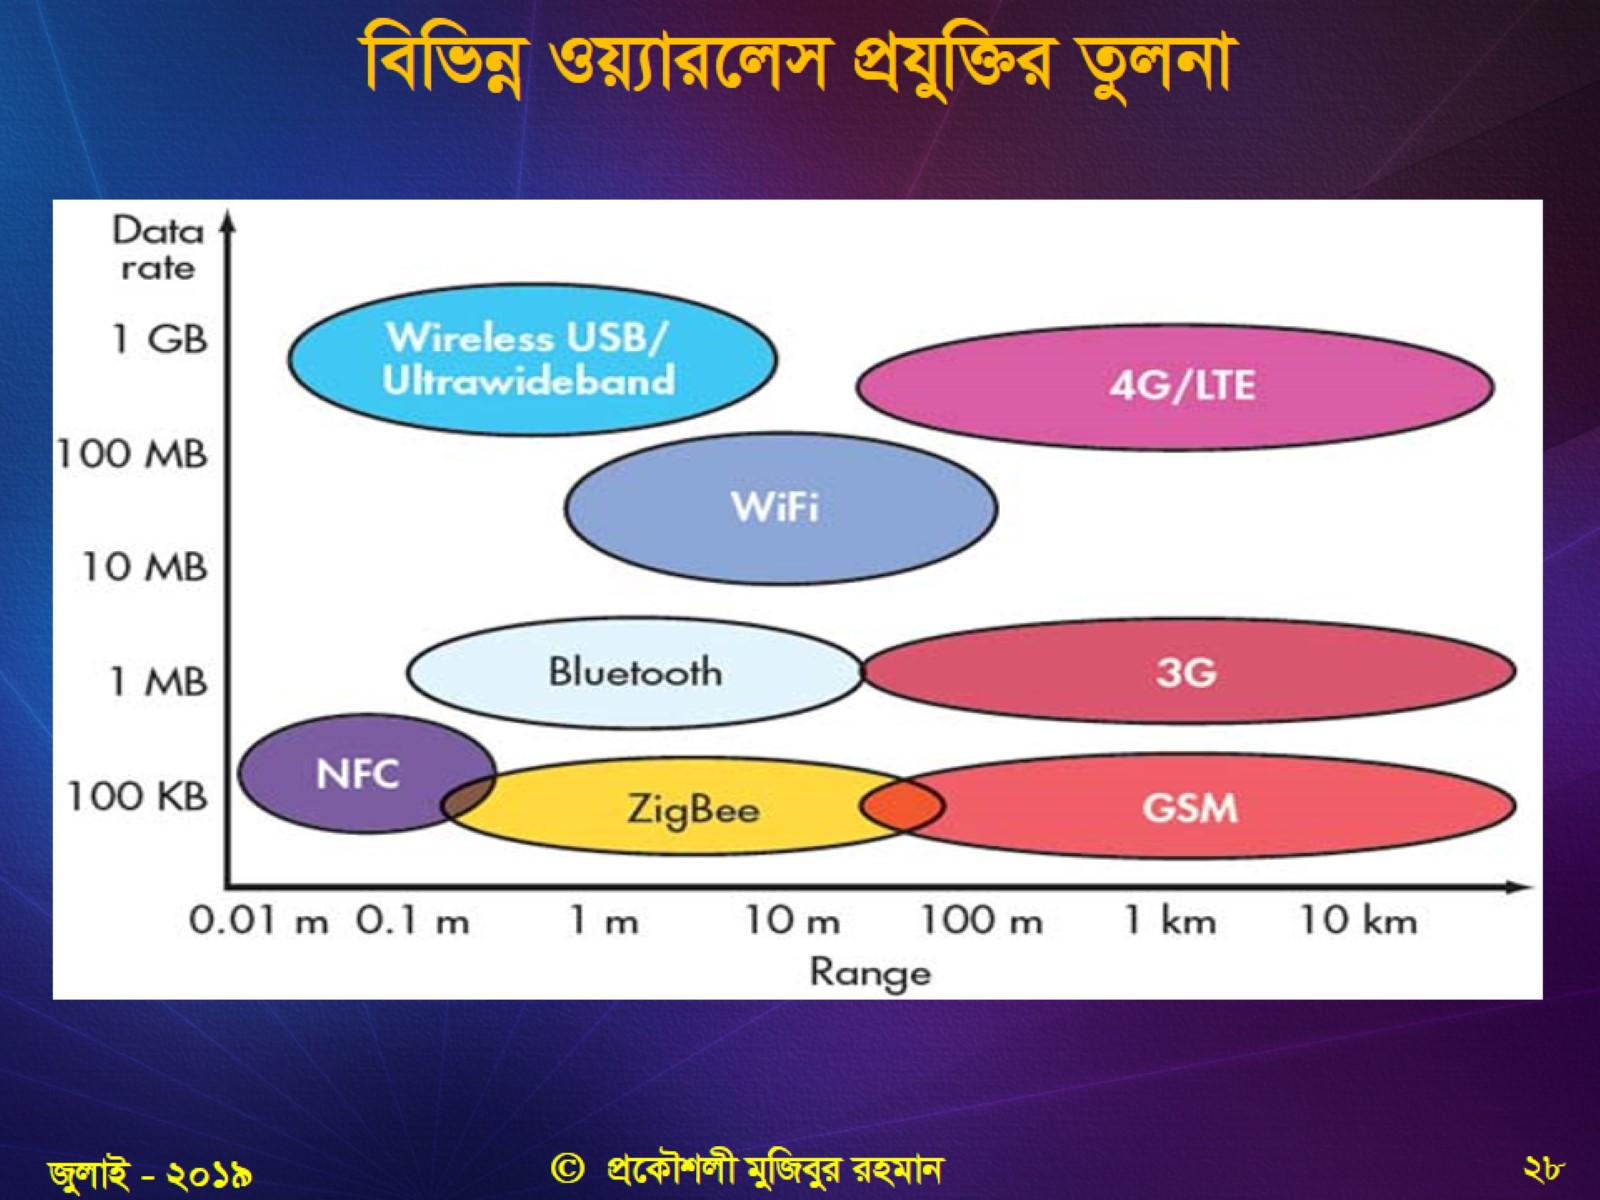 বিভিন্ন ওয়্যারলেস প্রযুক্তির তুলনা
Data
rate
1 GB
100 MB
10 MB
1 MB
100 KB
Wireless USB/
Ultrawideband
4G/LTE
WiFi
Bluetooth
3G
NFC
ZigBee
GSM
0.01 m 0.1 m 1 m 10 m 100 m 1 km 10 km
Range
জুলাই - ২০১৯
© প্রকৌশলী মুজিবুর রহমান
২৮